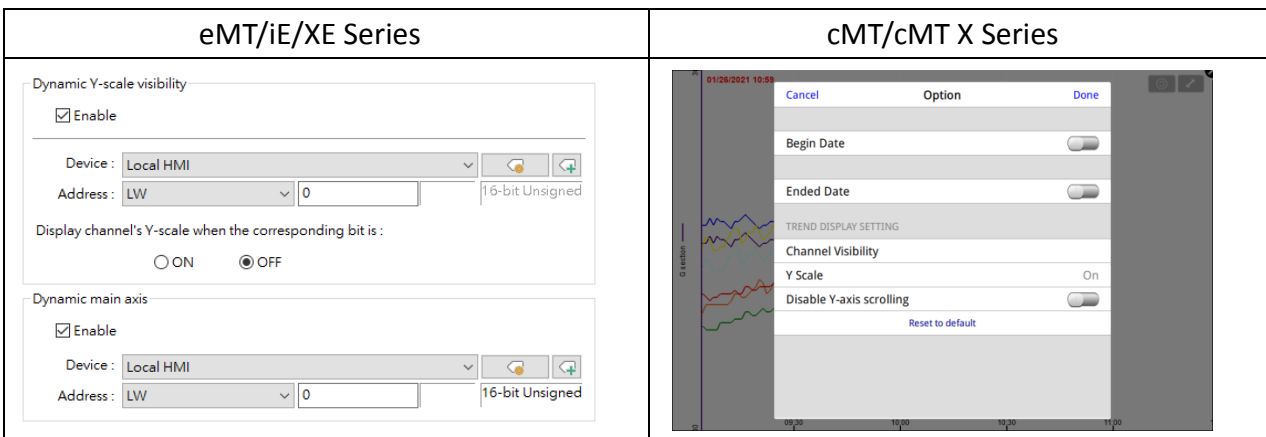 eMT/iE/XE Series
cMT/cMT X Series
Dynamic Y-scale visibility
Enable
Device : Local HMI
Address : LW 0 16-bit Unsigned
Display channel's Y-scale when the corresponding bit is :
ON OFF
Dynamic main axis
Enable
Device : Local HMI
Address : LW 0 16-bit Unsigned
01/26/2021 10:59
Cancel Option Done
Begin Date
Ended Date
TREND DISPLAY SETTING
Channel Visibility
Y Scale On
Disable Y-axis scrolling
Reset to default
G section
09:30 10:00 10:30 11:00